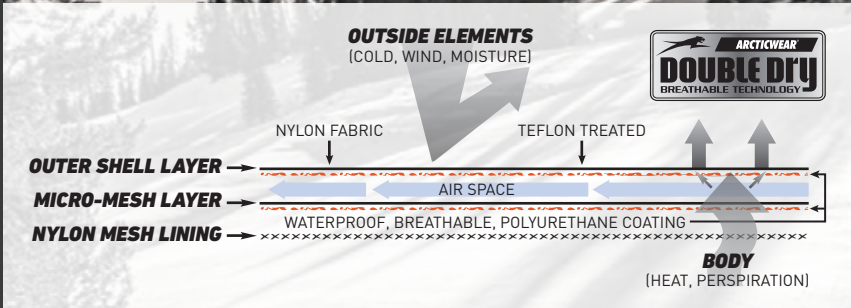 OUTSIDE ELEMENTS
(COLD, WIND, MOISTURE)
ARCTICWEAR
DOUBLE DRY
BREATHABLE TECHNOLOGY
NYLON FABRIC
TEFLON TREATED
OUTER SHELL LAYER
AIR SPACE
MICRO-MESH LAYER
WATERPROOF, BREATHABLE, POLYURETHANE COATING
NYLON MESH LINING
BODY
(HEAT, PERSPIRATION)